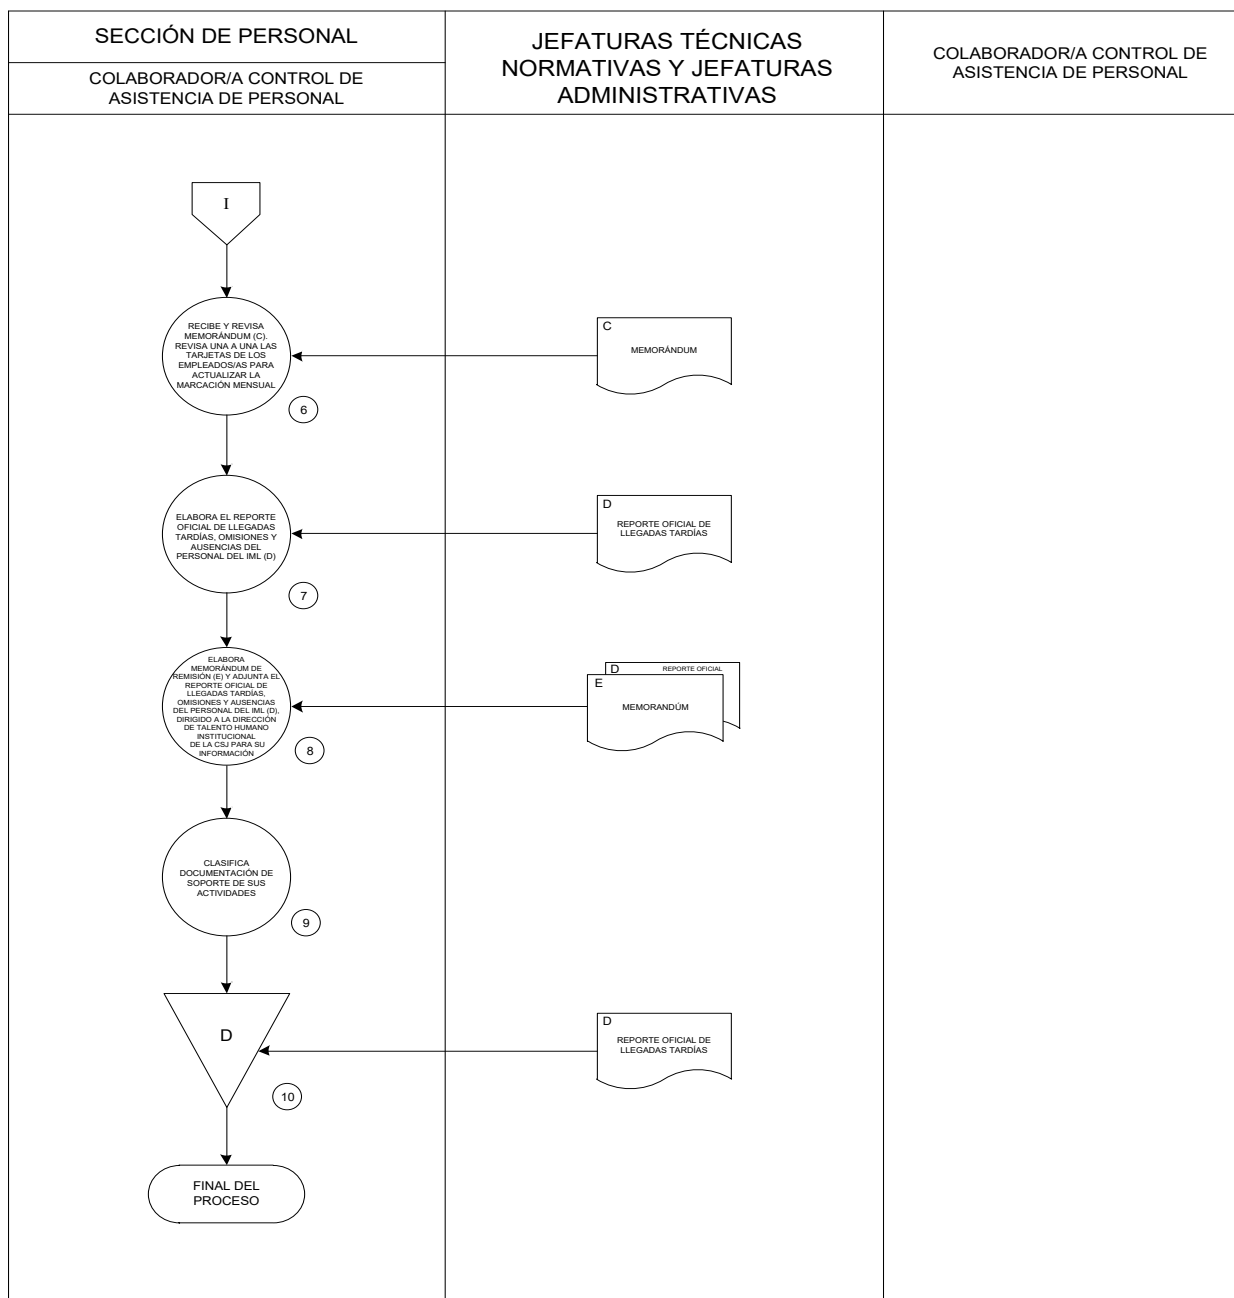 SECCIÓN DE PERSONAL
COLABORADOR/A CONTROL DE
ASISTENCIA DE PERSONAL
JEFATURAS TÉCNICAS
NORMATIVAS Y JEFATURAS
ADMINISTRATIVAS
COLABORADOR/A CONTROL DE
ASISTENCIA DE PERSONAL
I
RECIBE Y REVISA
MEMORÁNDUM (C).
REVISA UNA A UNA LAS
TARJETAS DE LOS
EMPLEADOS/AS PARA
ACTUALIZAR LA
MARCACIÓN MENSUAL
6
C
MEMORÁNDUM
ELABORA EL REPORTE
OFICIAL DE LLEGADAS
TARDÍAS, OMISIONES Y
AUSENCIAS DEL
PERSONAL DEL IML (D)
7
D
REPORTE OFICIAL DE
LLEGADAS TARDÍAS
ELABORA
MEMORÁNDUM DE
REMISIÓN (E) Y ADJUNTA EL
REPORTE OFICIAL DE
LLEGADAS TARDÍAS,
OMISIONES Y AUSENCIAS
DEL PERSONAL DEL IML (D),
DIRIGIDO A LA DIRECCIÓN
DE TALENTO HUMANO
INSTITUCIONAL
DE LA CSJ PARA SU
INFORMACIÓN
8
D REPORTE OFICIAL
E
MEMORANDÚM
CLASIFICA
DOCUMENTACIÓN DE
SOPORTE DE SUS
ACTIVIDADES
9
D
10
D
REPORTE OFICIAL DE
LLEGADAS TARDÍAS
FINAL DEL
PROCESO